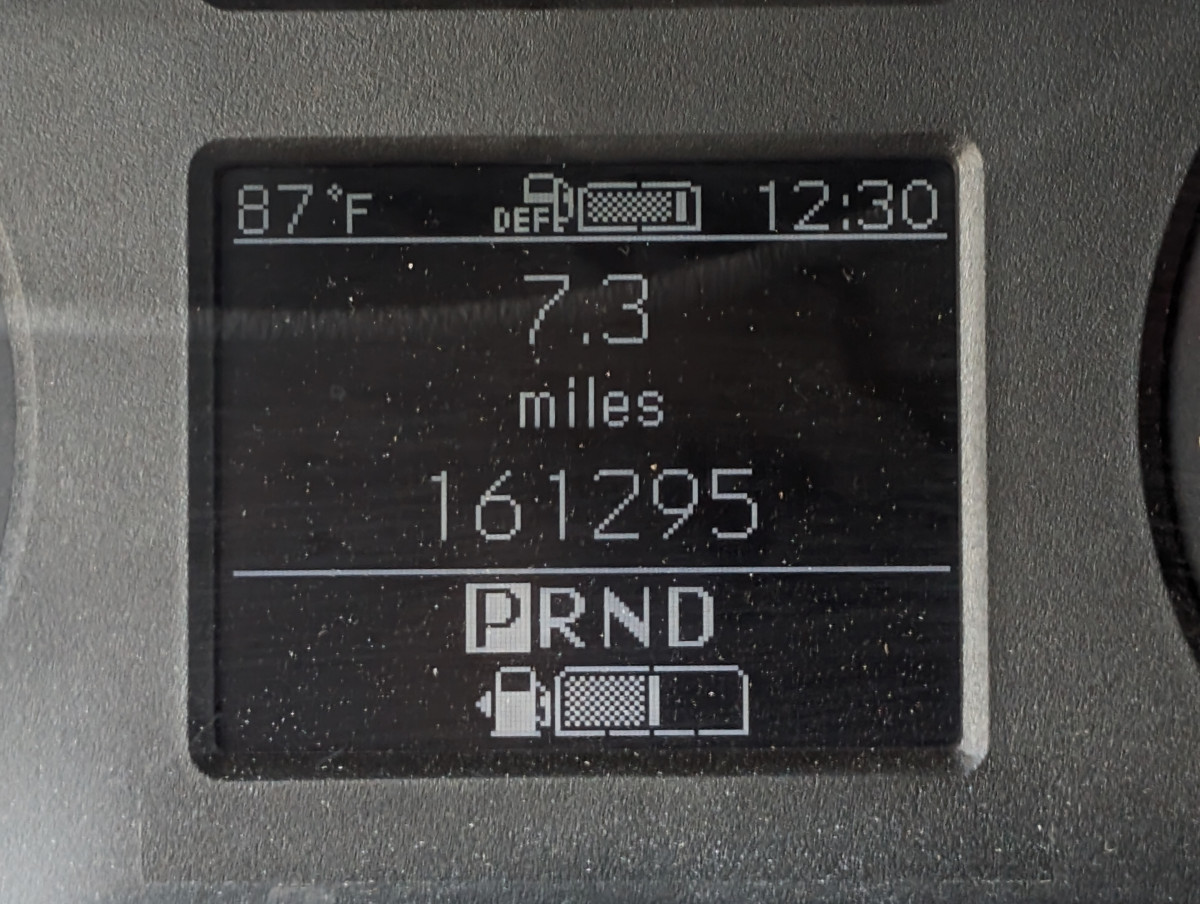 87°F DEF 12:30
7.3
miles
161295
PRND